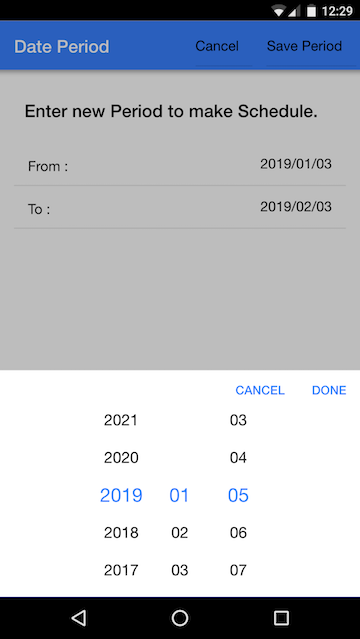 12:29
Date Period Cancel Save Period
Enter new Period to make Schedule.
From : 2019/01/03
To : 2019/02/03
CANCEL DONE
2021 03
2020 04
2019 01 05
2018 02 06
2017 03 07